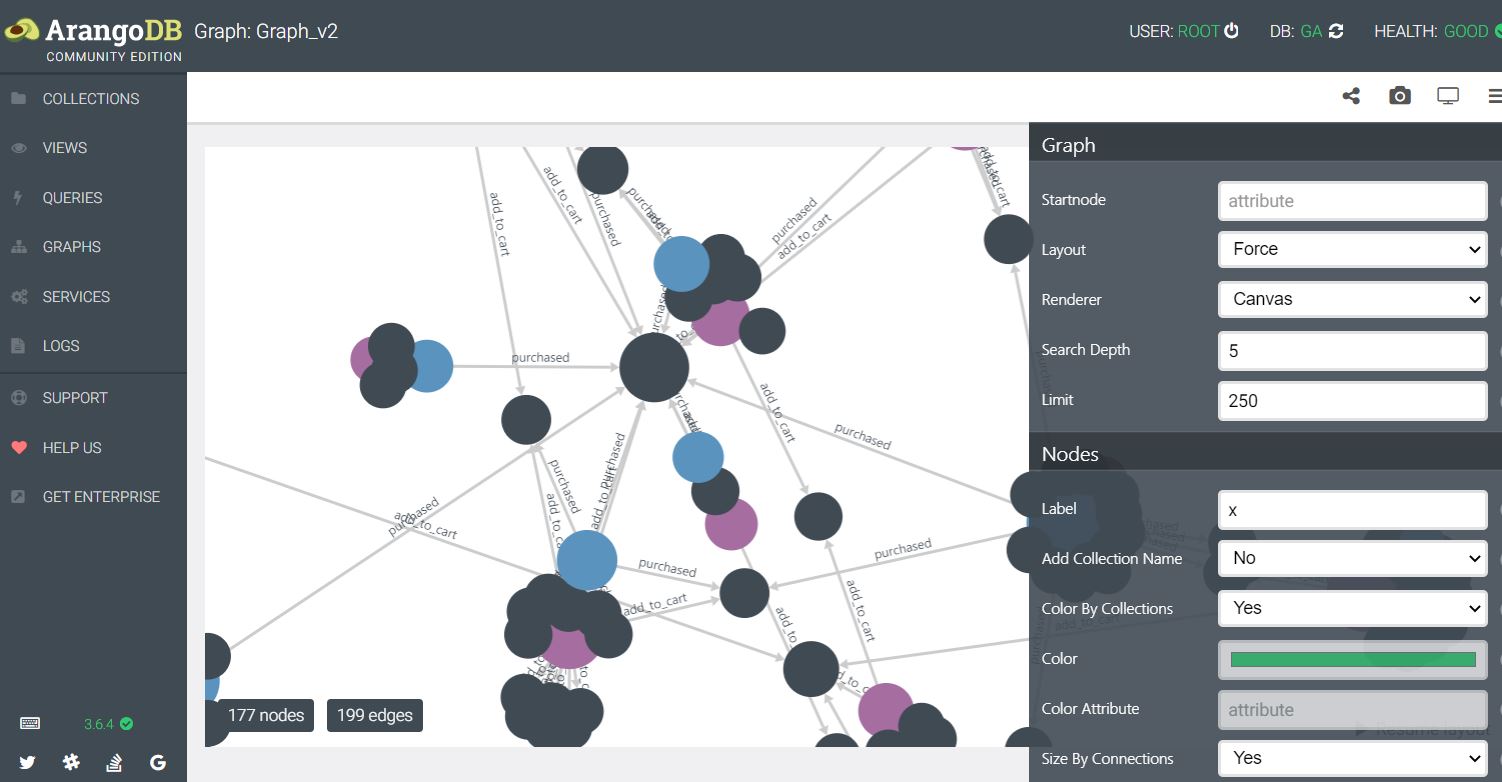 ArangoDB
COMMUNITY EDITION
Graph: Graph_v2
USER: ROOT
DB: GA
HEALTH: GOOD
COLLECTIONS
VIEWS
QUERIES
GRAPHS
SERVICES
LOGS
SUPPORT
HELP US
GET ENTERPRISE
3.6.4
add_to_cart
add_to_cart
purchased
purchased
purchased
add_to_cart
purchased
add_to_cart
purchased
purchased
add_to_cart
purchased
add_to_cart
purchased
add_to_cart
purchased
purchased
add_to_cart
purchased
add_to_cart
177 nodes
199 edges
Graph
Startnode
attribute
Layout
Force
Renderer
Canvas
Search Depth
5
Limit
250
Nodes
Label
x
Add Collection Name
No
Color By Collections
Yes
Color
Color Attribute
attribute
Resume layout
Size By Connections
Yes